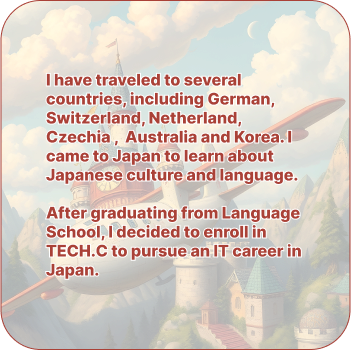 I have traveled to several
countries, including German,
Switzerland, Netherland,
Czechia ,  Australia and Korea. I
came to Japan to learn about
Japanese culture and language.
After graduating from Language
School, I decided to enroll in
TECH.C to pursue an IT career in
Japan.